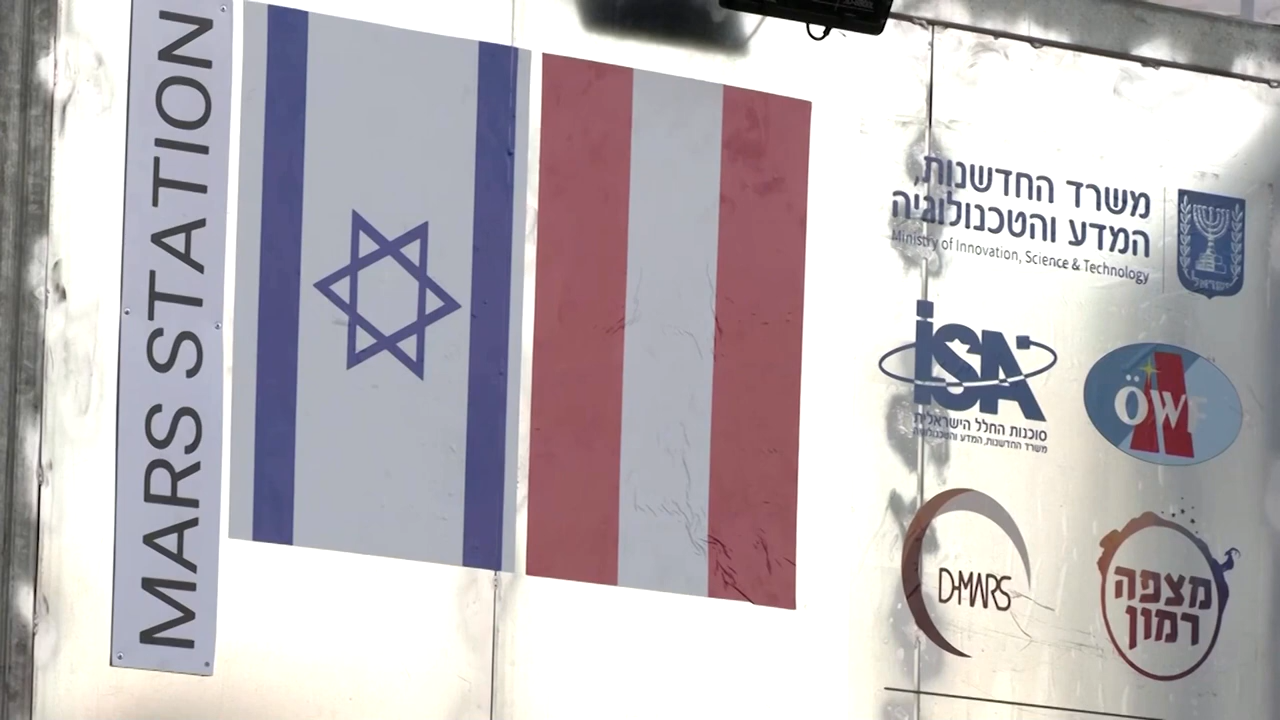 MARS STATION
משרד החדשנות,
המדע והטכנולוגיה
Ministry of Innovation, Science & Technology
ישראל
iSA
סוכנות החלל הישראלית
משרד החדשנות, המדע והטכנולוגיה
ÖWF
D-MARS
מצפה
רמון